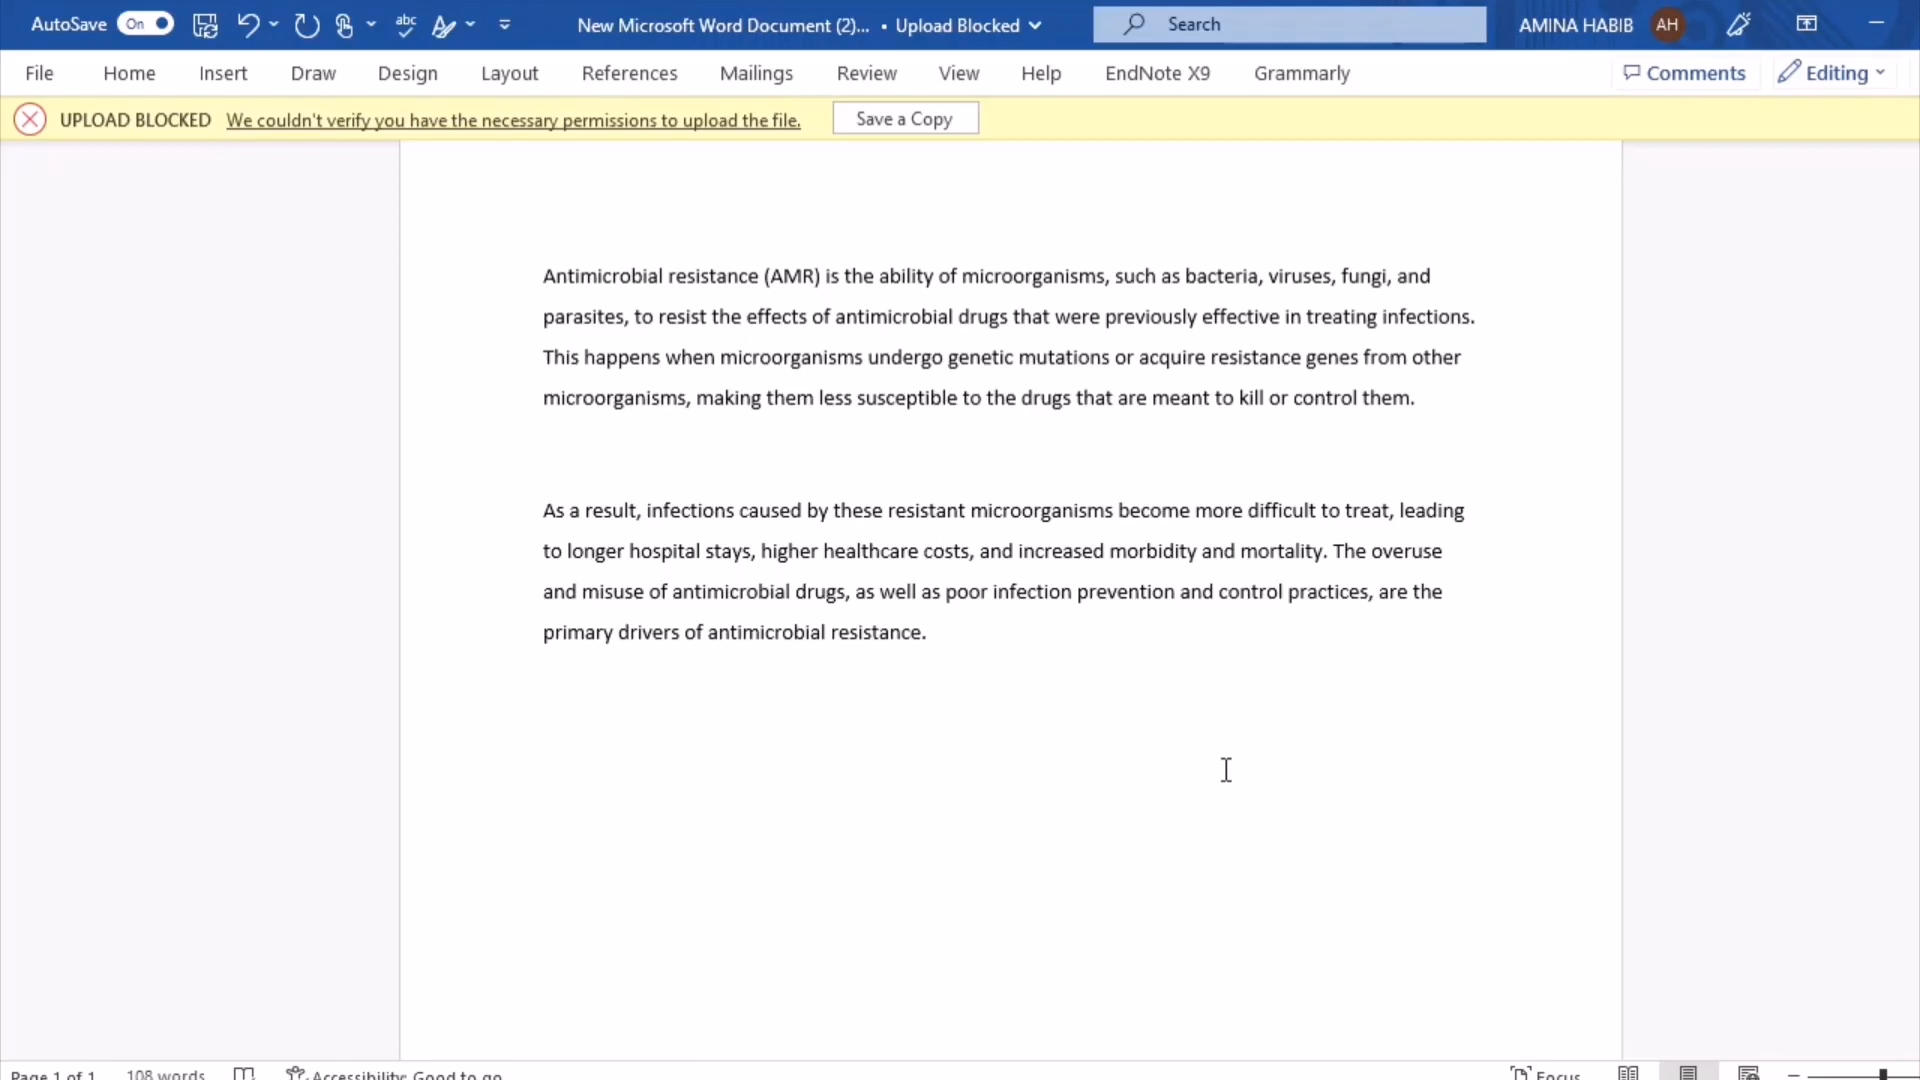 AutoSave On New Microsoft Word Document (2)... • Upload Blocked Search AMINA HABIB AH
File Home Insert Draw Design Layout References Mailings Review View Help EndNote X9 Grammarly Comments Editing
UPLOAD BLOCKED We couldn't verify you have the necessary permissions to upload the file. Save a Copy
Antimicrobial resistance (AMR) is the ability of microorganisms, such as bacteria, viruses, fungi, and
parasites, to resist the effects of antimicrobial drugs that were previously effective in treating infections.
This happens when microorganisms undergo genetic mutations or acquire resistance genes from other
microorganisms, making them less susceptible to the drugs that are meant to kill or control them.
As a result, infections caused by these resistant microorganisms become more difficult to treat, leading
to longer hospital stays, higher healthcare costs, and increased morbidity and mortality. The overuse
and misuse of antimicrobial drugs, as well as poor infection prevention and control practices, are the
primary drivers of antimicrobial resistance.
Page 1 of 1 108 words Accessibility: Good to go Focus